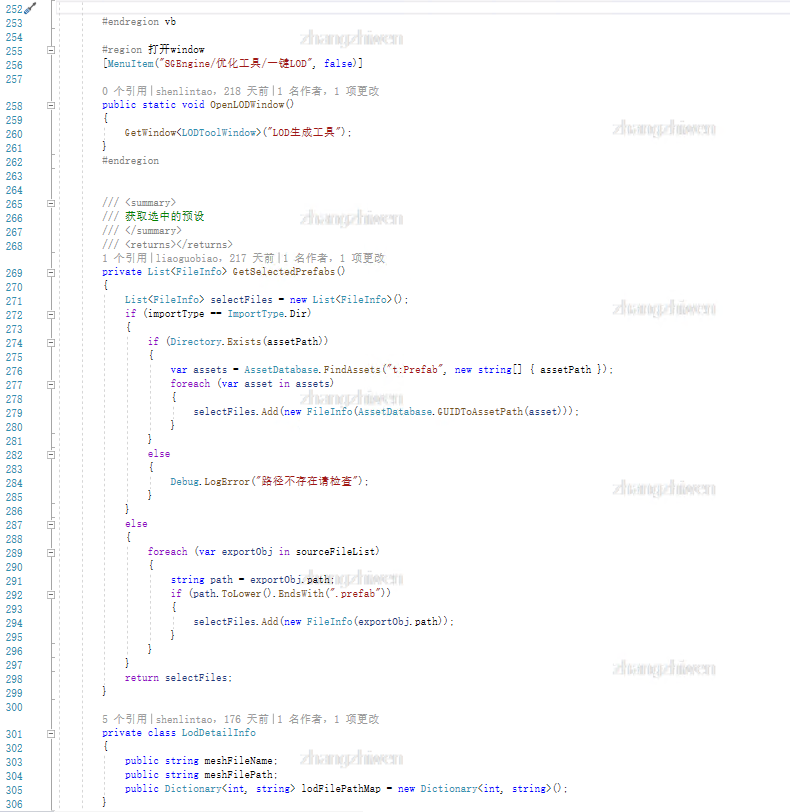 252
253 #endregion vb
254
255 #region 打开window
256 [MenuItem("SGEngine/优化工具/一键LOD", false)]
257
0 个引用|shenlintao，218 天前|1 名作者，1 项更改
258 public static void OpenLODWindow()
259 {
260 GetWindow<LODToolWindow>("LOD生成工具");
261 }
262 #endregion
263
264
265 /// <summary>
266 /// 获取选中的预设
267 /// </summary>
268 /// <returns></returns>
1 个引用|liaoguobiao，217 天前|1 名作者，1 项更改
269 private List<FileInfo> GetSelectedPrefabs()
270 {
271 List<FileInfo> selectFiles = new List<FileInfo>();
272 if (importType == ImportType.Dir)
273 {
274 if (Directory.Exists(assetPath))
275 {
276 var assets = AssetDatabase.FindAssets("t:Prefab", new string[] { assetPath });
277 foreach (var asset in assets)
278 {
279 selectFiles.Add(new FileInfo(AssetDatabase.GUIDToAssetPath(asset)));
280 }
281 }
282 else
283 {
284 Debug.LogError("路径不存在请检查");
285 }
286 }
287 else
288 {
289 foreach (var exportObj in sourceFileList)
290 {
291 string path = exportObj.path;
292 if (path.ToLower().EndsWith(".prefab"))
293 {
294 selectFiles.Add(new FileInfo(exportObj.path));
295 }
296 }
297 }
298 return selectFiles;
299 }
300
5 个引用|shenlintao，176 天前|1 名作者，1 项更改
301 private class LodDetailInfo
302 {
303 public string meshFileName;
304 public string meshFilePath;
305 public Dictionary<int, string> lodFilePathMap = new Dictionary<int, string>();
306 }
zhangzhiwen
zhangzhiwen
zhangzhiwen
zhangzhiwen
zhangzhiwen
zhangzhiwen
zhangzhiwen
zhangzhiwen
zhangzhiwen